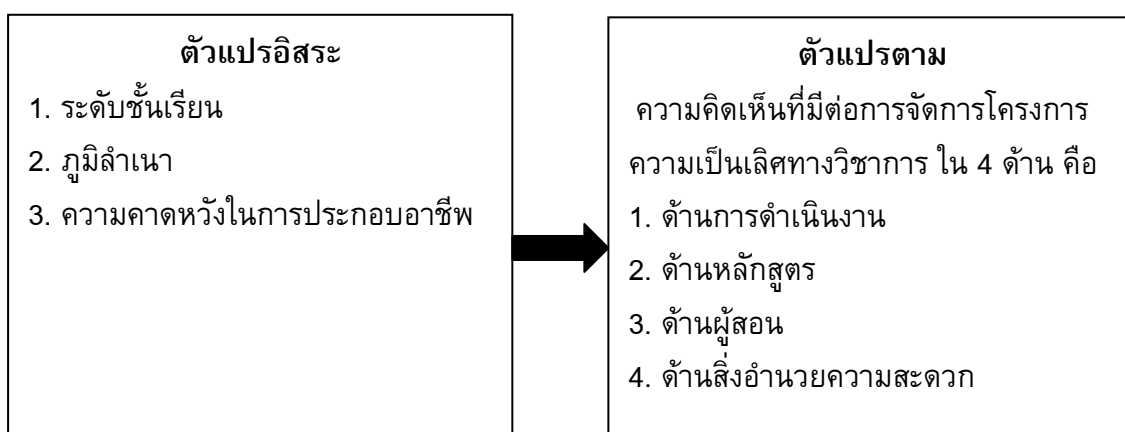 ตัวแปรอิสระ
1. ระดับชั้นเรียน
2. ภูมิลำเนา
3. ความคาดหวังในการประกอบอาชีพ
ตัวแปรตาม
ความคิดเห็นที่มีต่อการจัดการโครงการ
ความเป็นเลิศทางวิชาการ ใน 4 ด้าน คือ
1. ด้านการดำเนินงาน
2. ด้านหลักสูตร
3. ด้านผู้สอน
4. ด้านสิ่งอำนวยความสะดวก